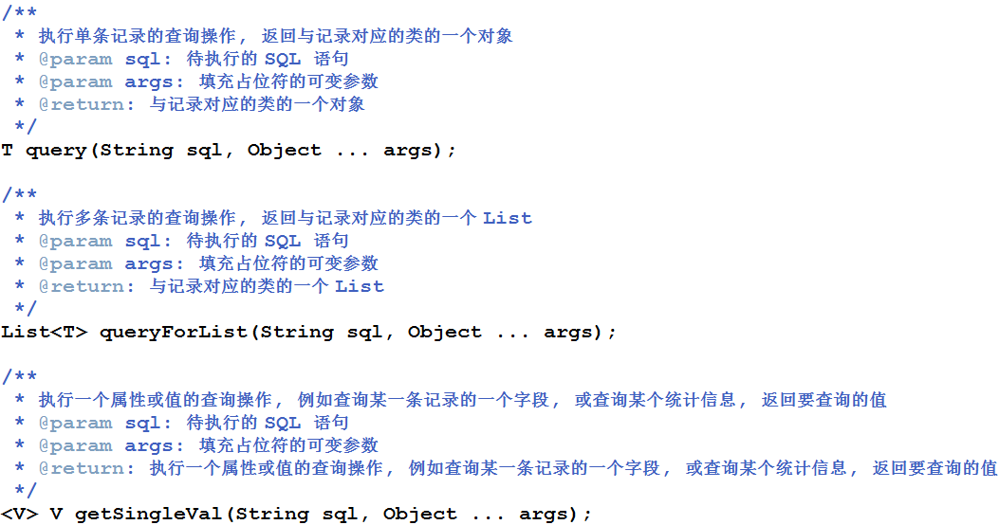 /**
 * 执行单条记录的查询操作, 返回与记录对应的类的一个对象
 * @param sql: 待执行的 SQL 语句
 * @param args: 填充占位符的可变参数
 * @return: 与记录对应的类的一个对象
 */
T query(String sql, Object ... args);

/**
 * 执行多条记录的查询操作, 返回与记录对应的类的一个 List
 * @param sql: 待执行的 SQL 语句
 * @param args: 填充占位符的可变参数
 * @return: 与记录对应的类的一个 List
 */
List<T> queryForList(String sql, Object ... args);

/**
 * 执行一个属性或值的查询操作, 例如查询某一条记录的一个字段, 或查询某个统计信息, 返回要查询的值
 * @param sql: 待执行的 SQL 语句
 * @param args: 填充占位符的可变参数
 * @return: 执行一个属性或值的查询操作, 例如查询某一条记录的一个字段, 或查询某个统计信息, 返回要查询的值
 */
<V> V getSingleVal(String sql, Object ... args);